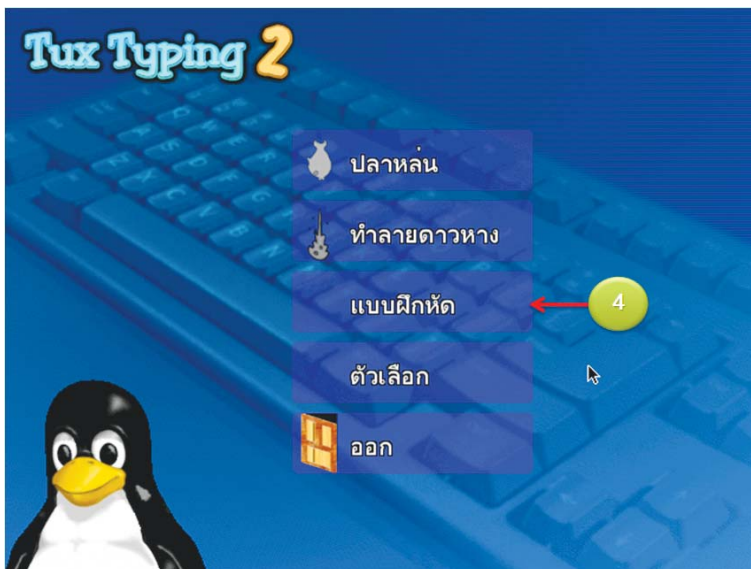 Tux Typing 2
ปลาหล่น
ทำลายดาวหาง
แบบฝึกหัด
4
ตัวเลือก
ออก